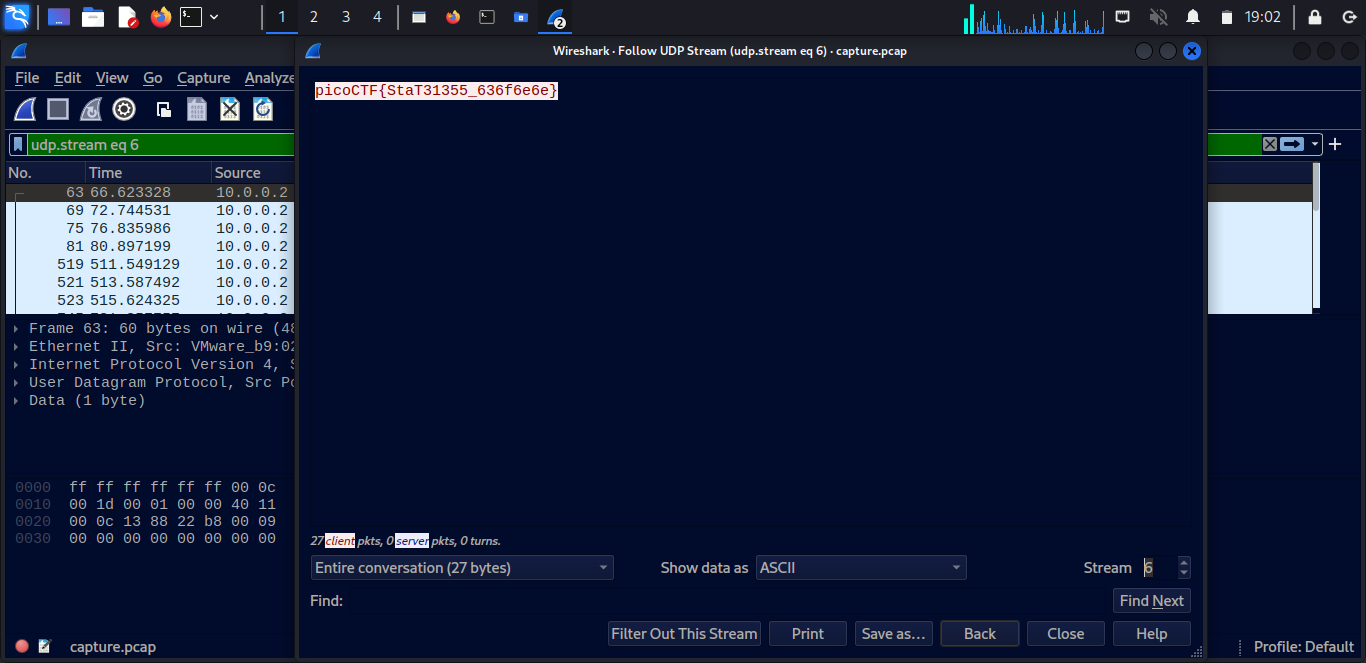 1 2 3 4 2 19:02
Wireshark · Follow UDP Stream (udp.stream eq 6) · capture.pcap
File Edit View Go Capture Analyze
picoCTF{StaT31355_636f6e6e}
udp.stream eq 6
No. Time Source
63 66.623328 10.0.0.2
69 72.744531 10.0.0.2
75 76.835986 10.0.0.2
81 80.897199 10.0.0.2
519 511.549129 10.0.0.2
521 513.587492 10.0.0.2
523 515.624325 10.0.0.2
Frame 63: 60 bytes on wire (48
Ethernet II, Src: VMware_b9:02
Internet Protocol Version 4, S
User Datagram Protocol, Src Po
Data (1 byte)
0000 ff ff ff ff ff ff 00 0c
0010 00 1d 00 01 00 00 40 11
0020 00 0c 13 88 22 b8 00 09
0030 00 00 00 00 00 00 00 00
27 client pkts, 0 server pkts, 0 turns.
Entire conversation (27 bytes) Show data as ASCII Stream 6
Find: Find Next
Filter Out This Stream Print Save as... Back Close Help
capture.pcap Profile: Default